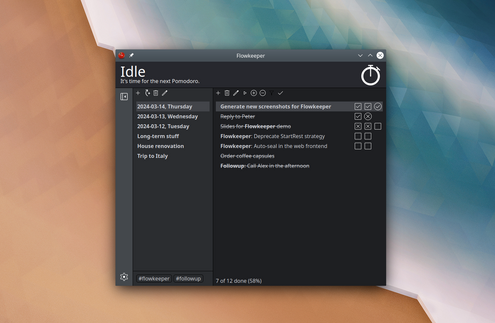 Flowkeeper
Idle
It's time for the next Pomodoro.
2024-03-14, Thursday
2024-03-13, Wednesday
2024-03-12, Tuesday
Long-term stuff
House renovation
Trip to Italy
Generate new screenshots for Flowkeeper
Reply to Peter
Slides for Flowkeeper demo
Flowkeeper: Deprecate StartRest strategy
Flowkeeper: Auto-seal in the web frontend
Order coffee capsules
Followup: Call Alex in the afternoon
#flowkeeper #followup
7 of 12 done (58%)